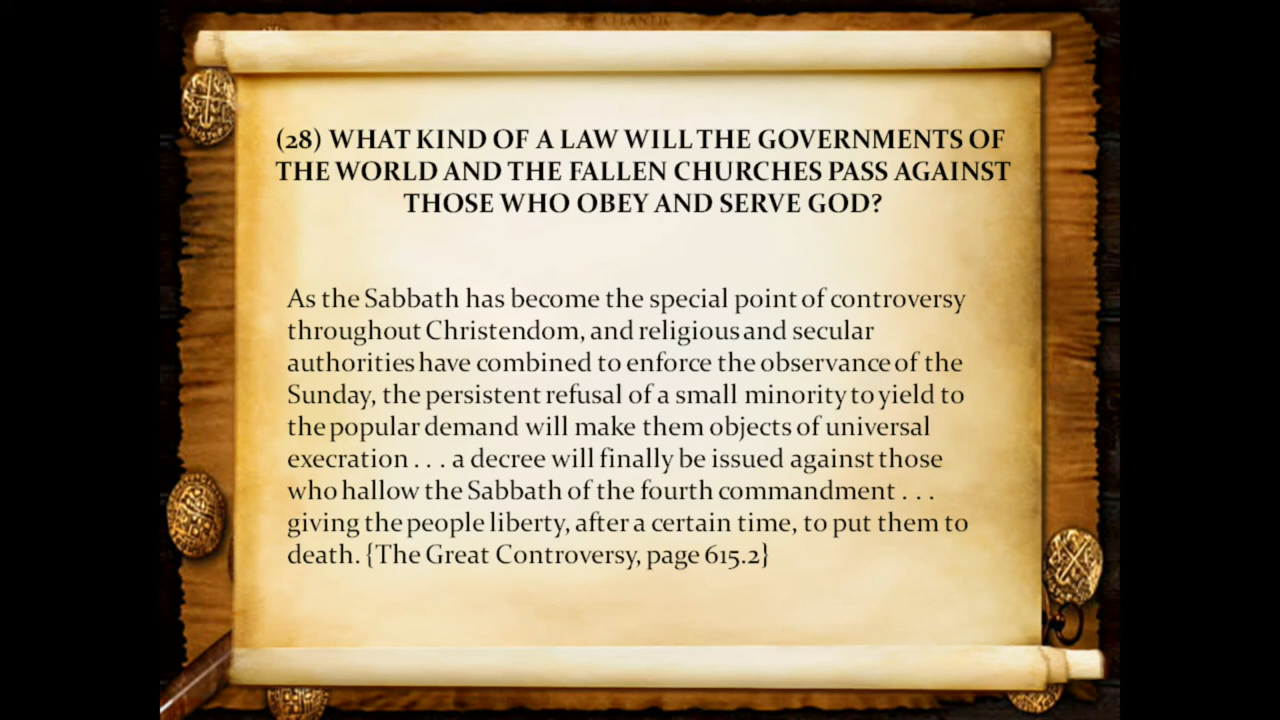 ATLANTIC
(28) WHAT KIND OF A LAW WILL THE GOVERNMENTS OF
THE WORLD AND THE FALLEN CHURCHES PASS AGAINST
THOSE WHO OBEY AND SERVE GOD?
As the Sabbath has become the special point of controversy
throughout Christendom, and religious and secular
authorities have combined to enforce the observance of the
Sunday, the persistent refusal of a small minority to yield to
the popular demand will make them objects of universal
execration . . . a decree will finally be issued against those
who hallow the Sabbath of the fourth commandment . . .
giving the people liberty, after a certain time, to put them to
death. {The Great Controversy, page 615.2}